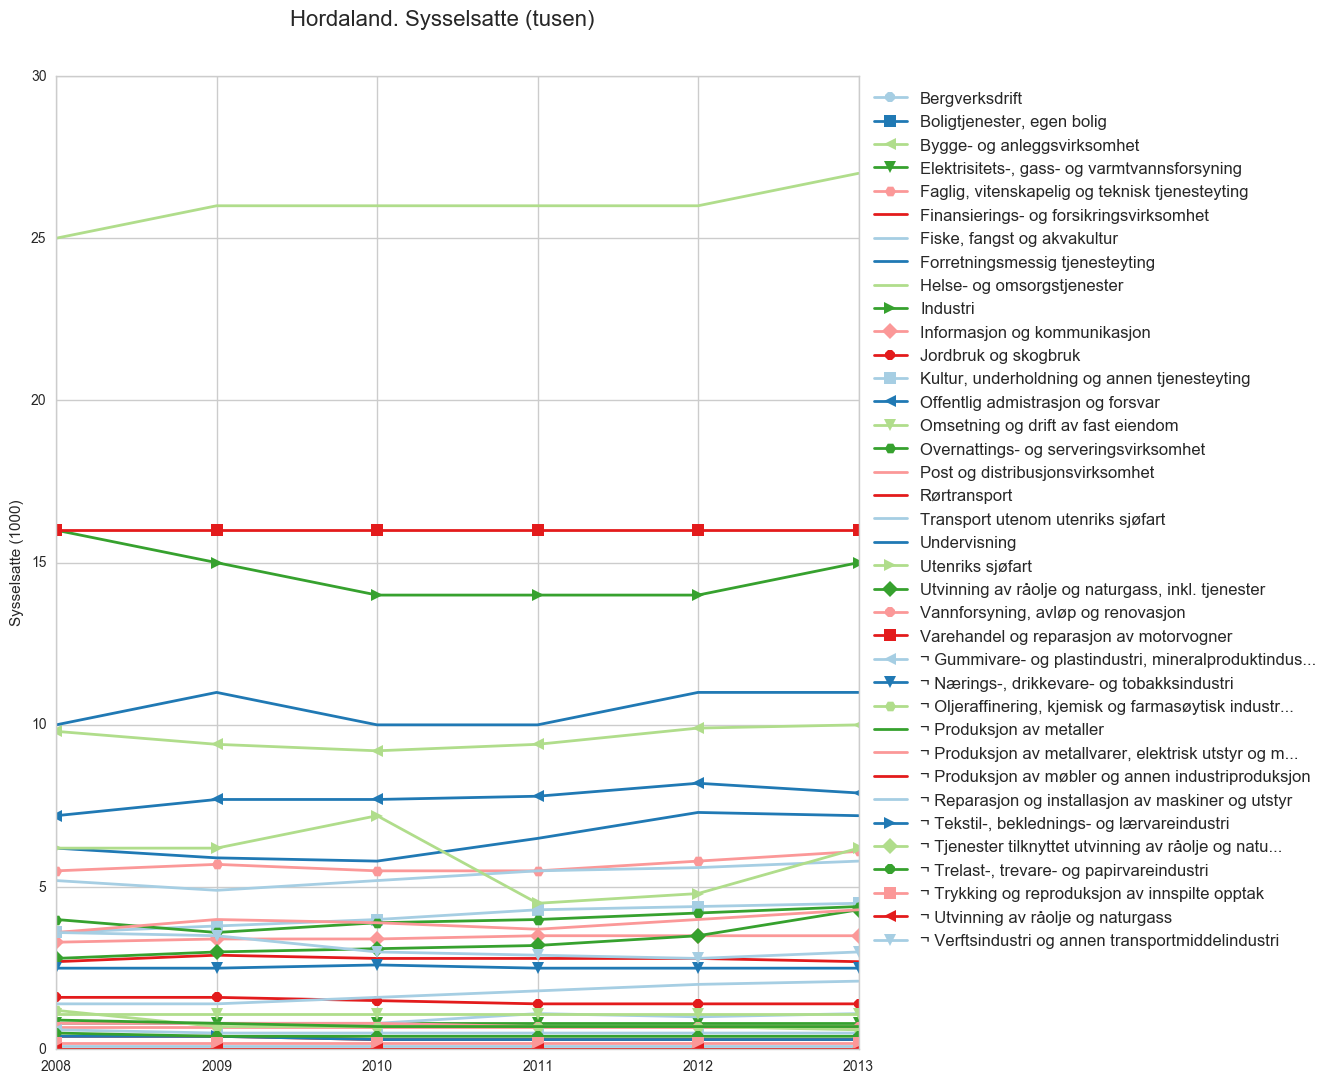 Hordaland. Sysselsatte (tusen)
Sysselsatte (1000)
30
25
20
15
10
5
0
2008 2009 2010 2011 2012 2013
Bergverksdrift
Boligtjenester, egen bolig
Bygge- og anleggsvirksomhet
Elektrisitets-, gass- og varmtvannsforsyning
Faglig, vitenskapelig og teknisk tjenesteyting
Finansierings- og forsikringsvirksomhet
Fiske, fangst og akvakultur
Forretningsmessig tjenesteyting
Helse- og omsorgstjenester
Industri
Informasjon og kommunikasjon
Jordbruk og skogbruk
Kultur, underholdning og annen tjenesteyting
Offentlig admistrasjon og forsvar
Omsetning og drift av fast eiendom
Overnattings- og serveringsvirksomhet
Post og distribusjonsvirksomhet
Rørtransport
Transport utenom utenriks sjøfart
Undervisning
Utenriks sjøfart
Utvinning av råolje og naturgass, inkl. tjenester
Vannforsyning, avløp og renovasjon
Varehandel og reparasjon av motorvogner
¬ Gummivare- og plastindustri, mineralproduktindus...
¬ Nærings-, drikkevare- og tobakksindustri
¬ Oljeraffinering, kjemisk og farmasøytisk industr...
¬ Produksjon av metaller
¬ Produksjon av metallvarer, elektrisk utstyr og m...
¬ Produksjon av møbler og annen industriproduksjon
¬ Reparasjon og installasjon av maskiner og utstyr
¬ Tekstil-, beklednings- og lærvareindustri
¬ Tjenester tilknyttet utvinning av råolje og natu...
¬ Trelast-, trevare- og papirvareindustri
¬ Trykking og reproduksjon av innspilte opptak
¬ Utvinning av råolje og naturgass
¬ Verftsindustri og annen transportmiddelindustri